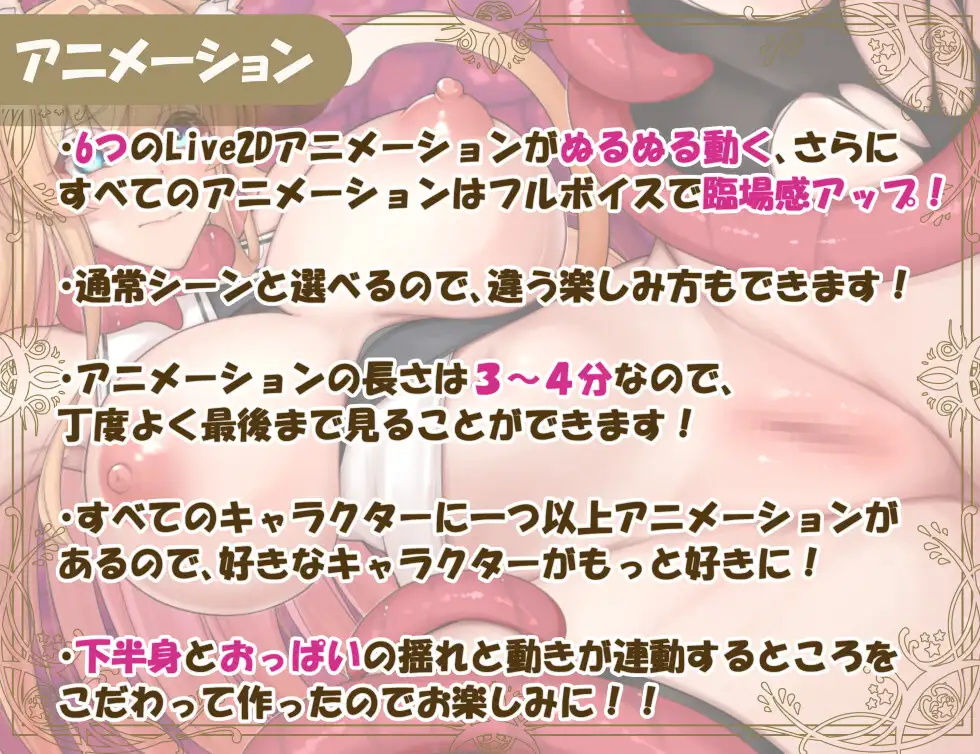 アニメーション
・6つのLive2Dアニメーションがぬるぬる動く、さらに
すべてのアニメーションはフルボイスで臨場感アップ！
・通常シーンと選べるので、違う楽しみ方もできます！
・アニメーションの長さは３～４分なので、
丁度よく最後まで見ることができます！
・すべてのキャラクターに一つ以上アニメーションが
あるので、好きなキャラクターがもっと好きに！
・下半身とおっぱいの揺れと動きが連動するところを
こだわって作ったのでお楽しみに！！